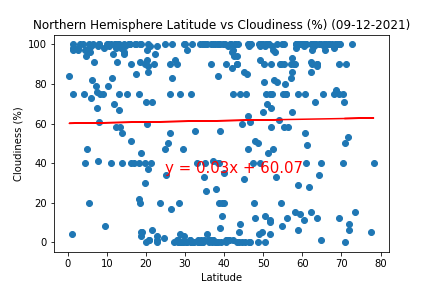 Northern Hemisphere Latitude vs Cloudiness (%) (09-12-2021)
100
80
60
40
20
0
Cloudiness (%)
y = 0.03x + 60.07
0 10 20 30 40 50 60 70 80
Latitude